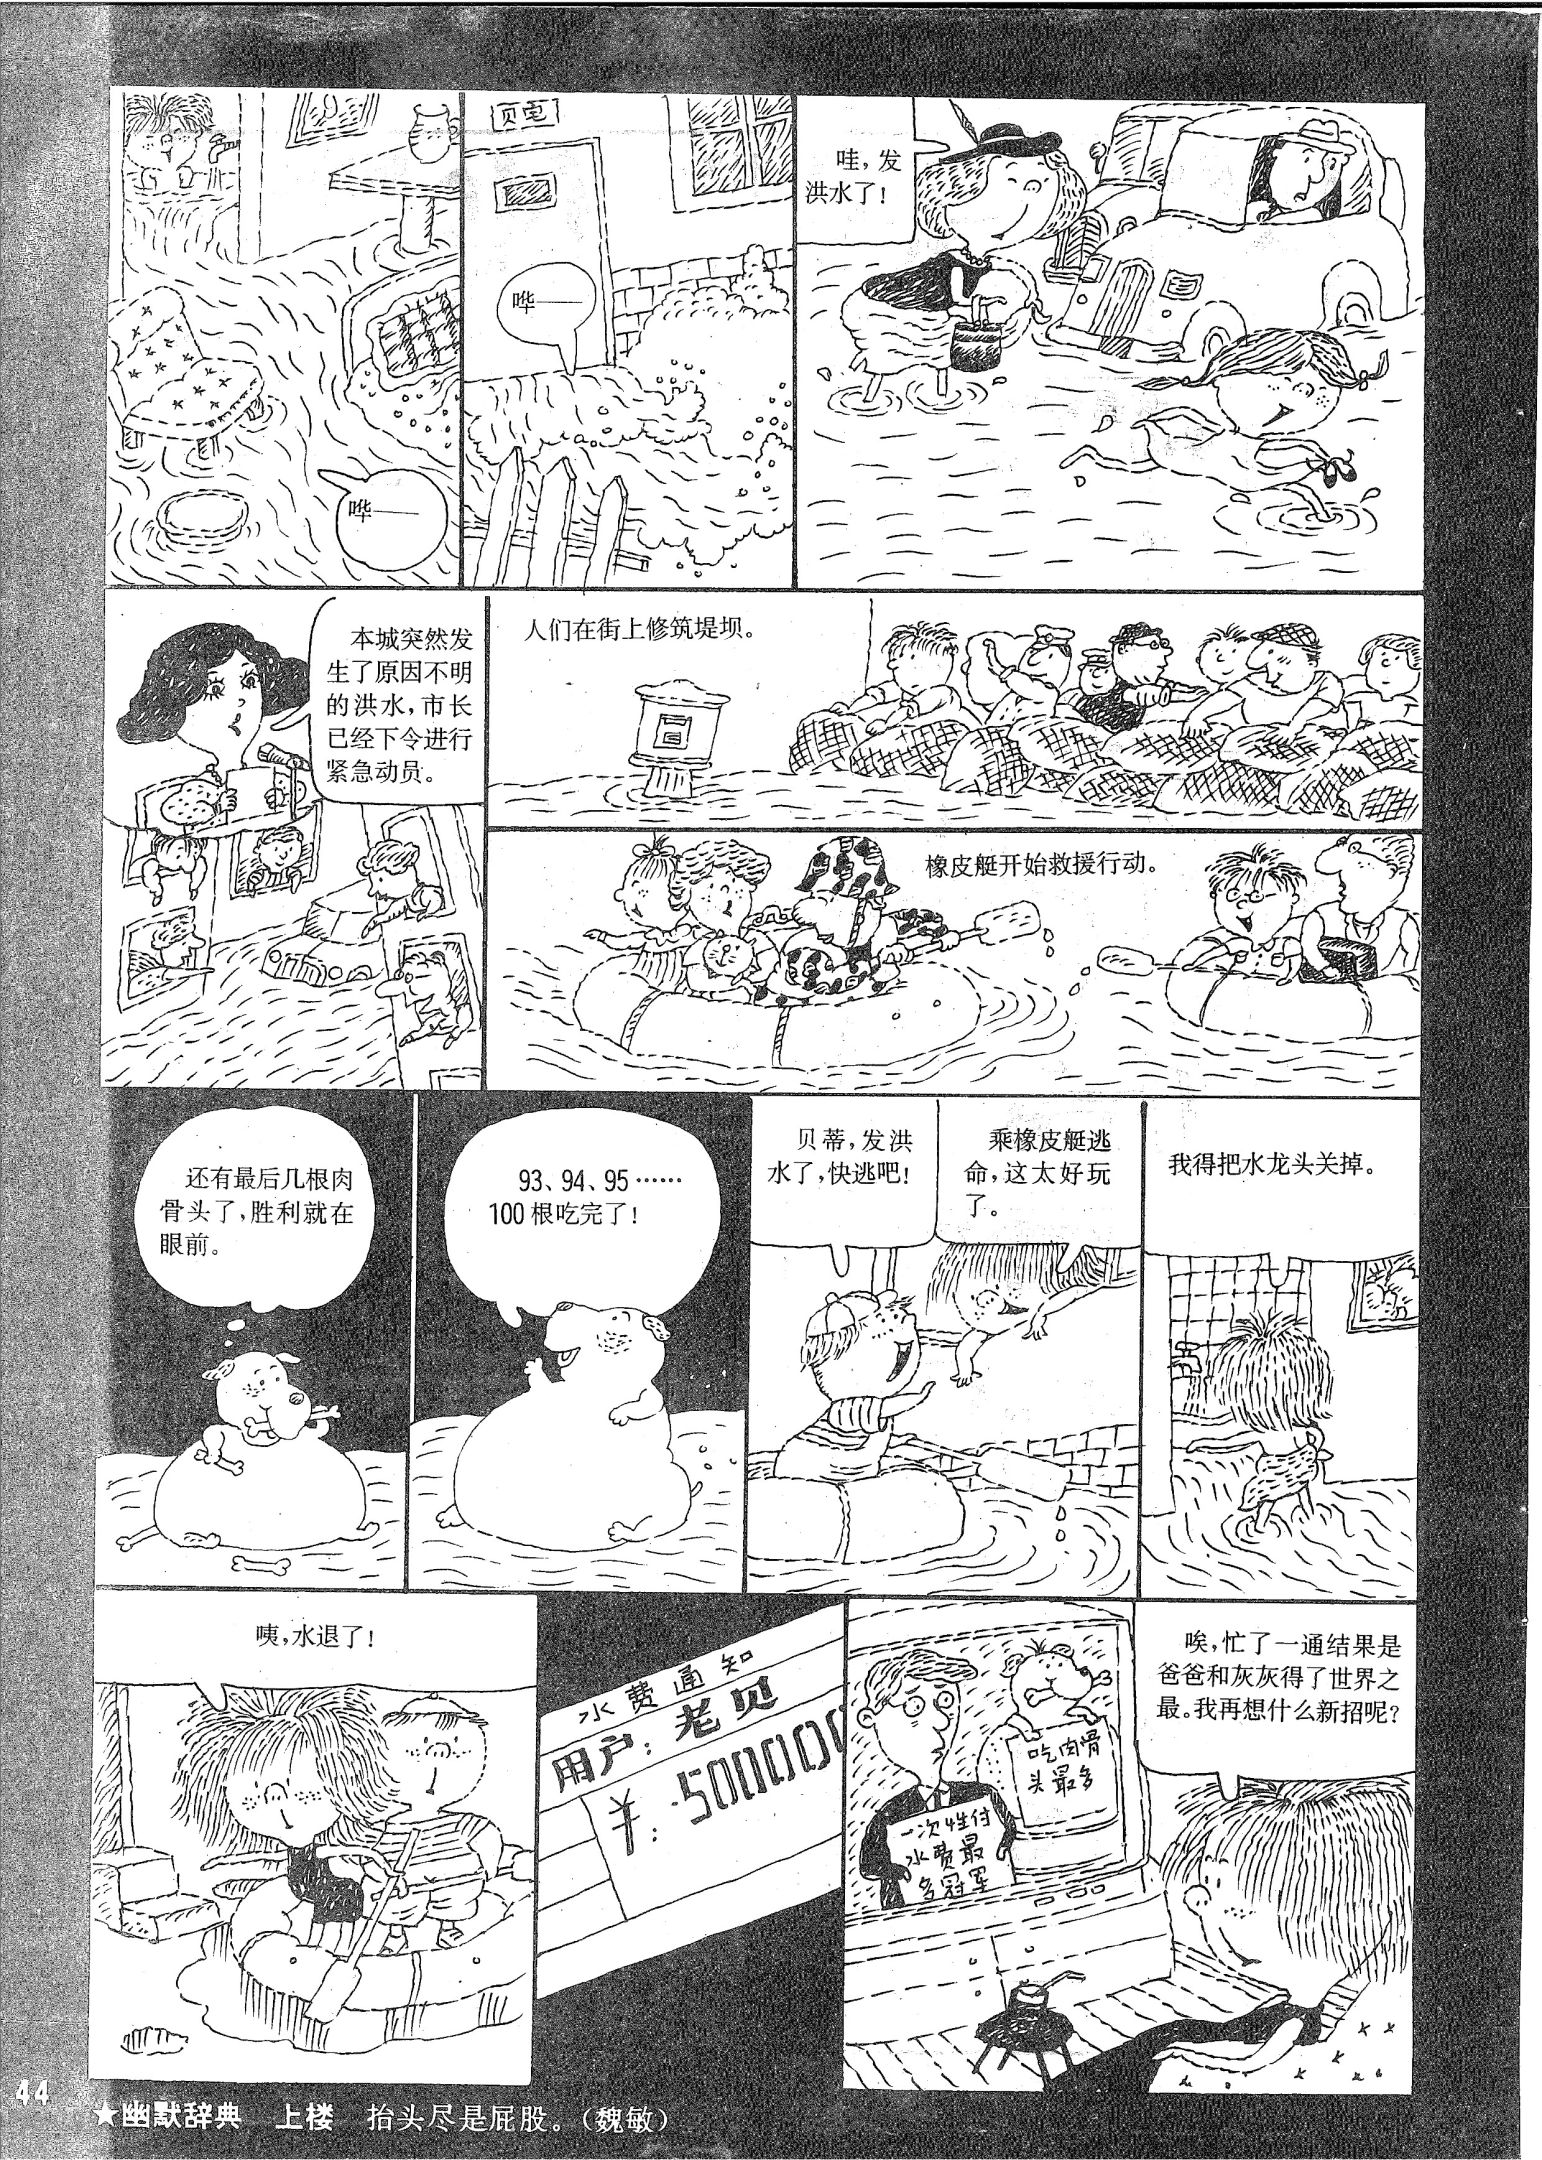 贝宅
哗——
哗——
哇,发
洪水了!
本城突然发
生了原因不明
的洪水,市长
已经下令进行
紧急动员。
人们在街上修筑堤坝。
橡皮艇开始救援行动。
还有最后几根肉
骨头了,胜利就在
眼前。
93、94、95……
100根吃完了!
贝蒂,发洪
水了,快逃吧!
乘橡皮艇逃
命,这太好玩
了。
我得把水龙头关掉。
咦,水退了!
水费通知
用户:老贝
¥:500000
唉,忙了一通结果是
爸爸和灰灰得了世界之
最。我再想什么新招呢?
吃肉骨
头最多
一次性付
水费最
多冠军
44
★幽默辞典 上楼 抬头尽是屁股。(魏敏)